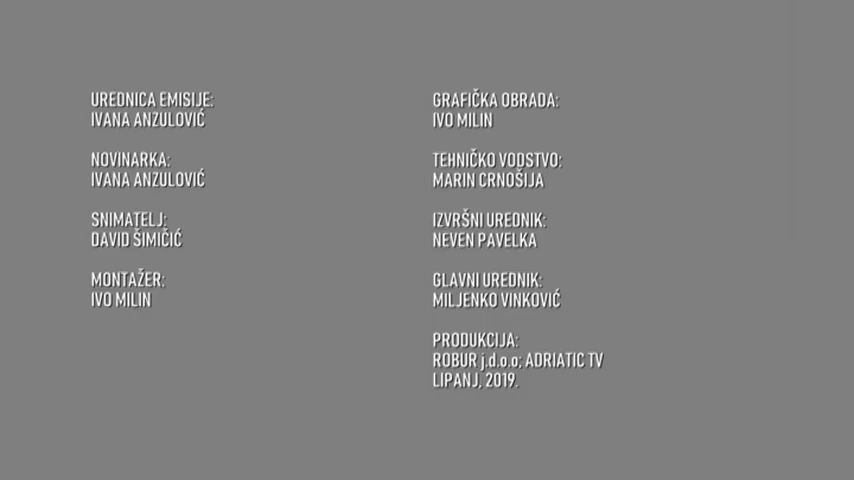 UREDNICA EMISIJE:
IVANA ANZULOVIĆ
NOVINARKA:
IVANA ANZULOVIĆ
SNIMATELJ:
DAVID ŠIMIČIĆ
MONTAŽER:
IVO MILIN
GRAFIČKA OBRADA:
IVO MILIN
TEHNIČKO VODSTVO:
MARIN CRNOŠIJA
IZVRŠNI UREDNIK:
NEVEN PAVELKA
GLAVNI UREDNIK:
MILJENKO VINKOVIĆ
PRODUKCIJA:
ROBUR j.d.o.o; ADRIATIC TV
LIPANJ, 2019.